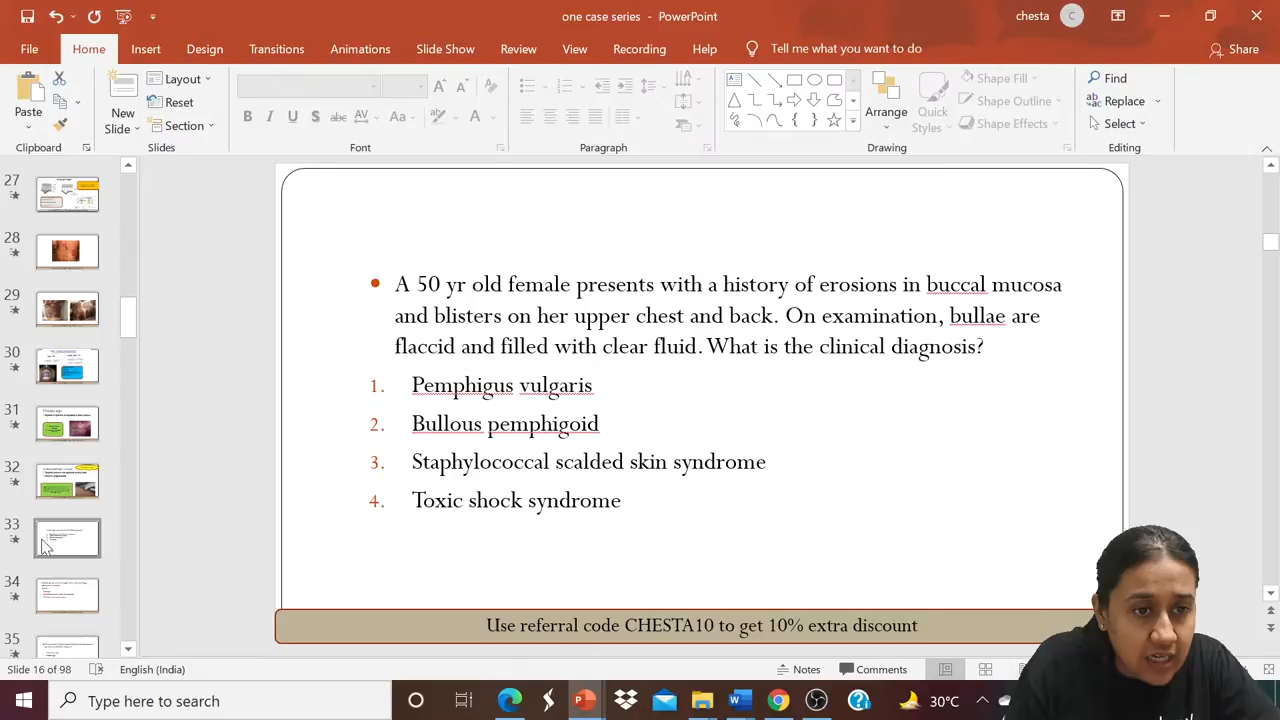 one case series - PowerPoint
chesta
C
File
Home
Insert
Design
Transitions
Animations
Slide Show
Review
View
Recording
Help
Tell me what you want to do
Share
Paste
New
Slide
Layout
Reset
Section
Shape Fill
Shape Outline
Shape Effects
Arrange
Quick
Styles
Find
Replace
Select
Clipboard
Slides
Font
Paragraph
Drawing
Editing
27
28
29
30
31
32
33
34
35
• A 50 yr old female presents with a history of erosions in buccal mucosa
and blisters on her upper chest and back. On examination, bullae are
flaccid and filled with clear fluid. What is the clinical diagnosis?
1. Pemphigus vulgaris
2. Bullous pemphigoid
3. Staphylococcal scalded skin syndrome
4. Toxic shock syndrome
Use referral code CHESTA10 to get 10% extra discount
Slide 16 of 98
English (India)
Notes
Comments
Type here to search
30°C